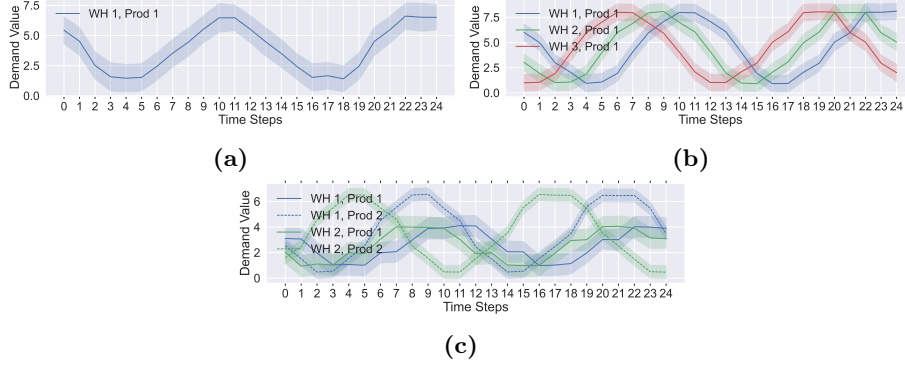 WH 1, Prod 1
Demand Value
7.5
5.0
2.5
0.0
0 1 2 3 4 5 6 7 8 9 10 11 12 13 14 15 16 17 18 19 20 21 22 23 24
Time Steps
(a)
WH 1, Prod 1
WH 2, Prod 1
WH 3, Prod 1
Demand Value
7.5
5.0
2.5
0.0
0 1 2 3 4 5 6 7 8 9 10 11 12 13 14 15 16 17 18 19 20 21 22 23 24
Time Steps
(b)
WH 1, Prod 1
WH 1, Prod 2
WH 2, Prod 1
WH 2, Prod 2
Demand Value
6
4
2
0
0 1 2 3 4 5 6 7 8 9 10 11 12 13 14 15 16 17 18 19 20 21 22 23 24
Time Steps
(c)